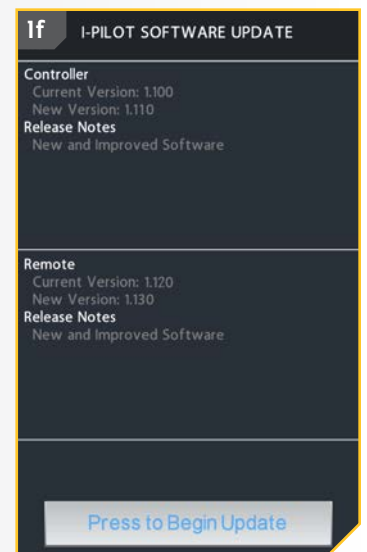 1f
I-PILOT SOFTWARE UPDATE
Controller
Current Version: 1.100
New Version: 1.110
Release Notes
New and Improved Software
Remote
Current Version: 1.120
New Version: 1.130
Release Notes
New and Improved Software
Press to Begin Update